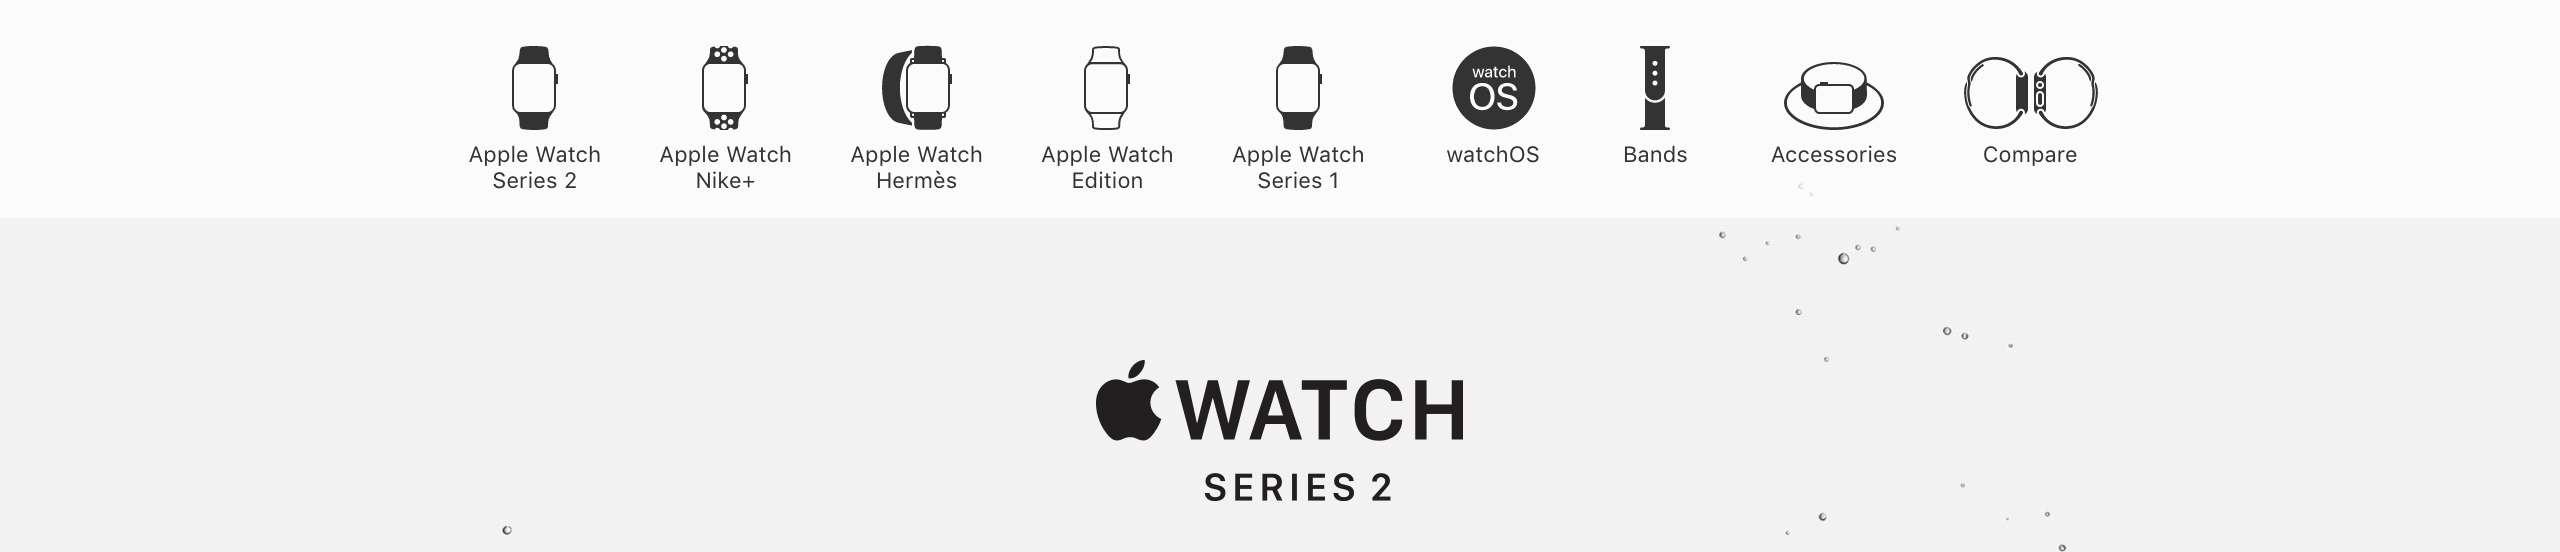 watch
OS
Apple Watch
Series 2
Apple Watch
Nike+
Apple Watch
Hermès
Apple Watch
Edition
Apple Watch
Series 1
watchOS
Bands
Accessories
Compare
WATCH
SERIES 2